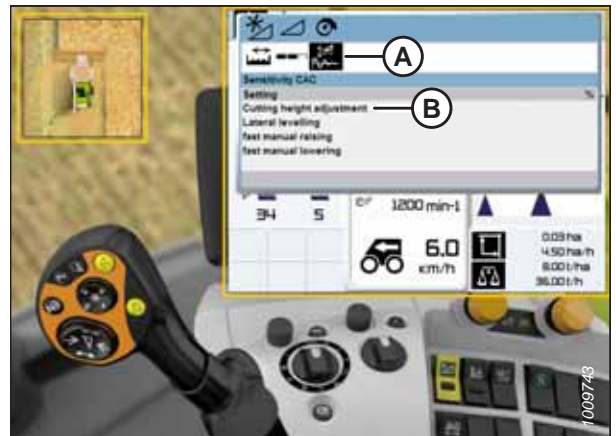 A
Sensitivity CAC
Setting %
Cutting height adjustment
B
Lateral levelling
fast manual raising
fast manual lowering
34 5
1200 min-1
6.0
km/h
0.03 ha
4.50 ha/h
8.00 t/ha
36.00 t/h
1009743